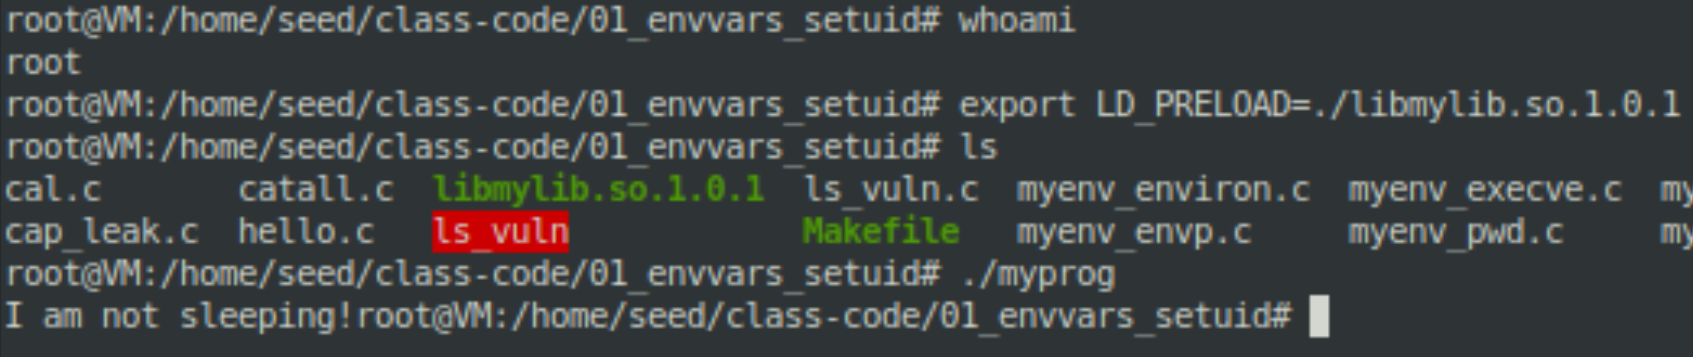 root@VM:/home/seed/class-code/01_envvars_setuid# whoami
root
root@VM:/home/seed/class-code/01_envvars_setuid# export LD_PRELOAD=./libmylib.so.1.0.1
root@VM:/home/seed/class-code/01_envvars_setuid# ls
cal.c catall.c libmylib.so.1.0.1 ls_vuln.c myenv_environ.c myenv_execve.c my
cap_leak.c hello.c ls_vuln Makefile myenv_envp.c myenv_pwd.c my
root@VM:/home/seed/class-code/01_envvars_setuid# ./myprog
I am not sleeping!root@VM:/home/seed/class-code/01_envvars_setuid#